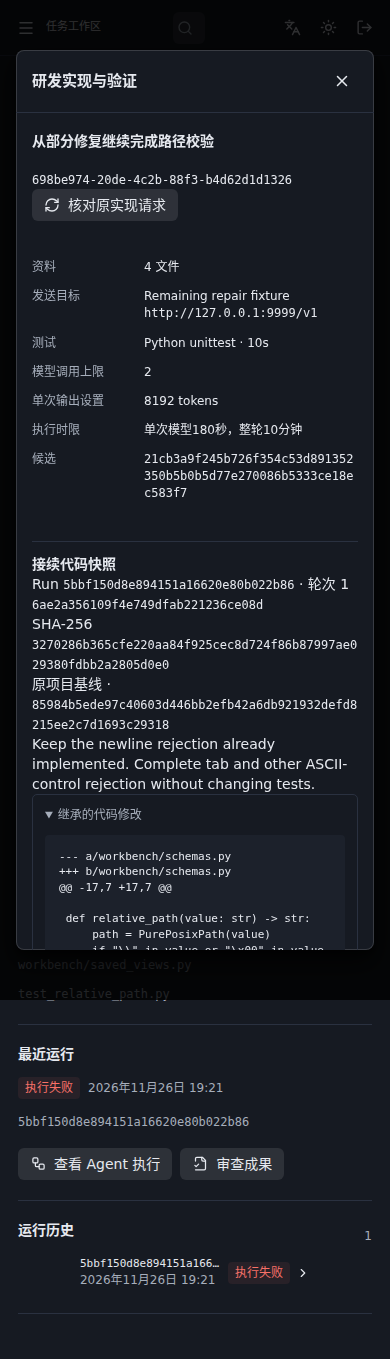 任务工作区
研发实现与验证
从部分修复继续完成路径校验
698be974-20de-4c2b-88f3-b4d62d1d1326
核对原实现请求
资料 4 文件
发送目标 Remaining repair fixture
http://127.0.0.1:9999/v1
测试 Python unittest · 10s
模型调用上限 2
单次输出设置 8192 tokens
执行时限 单次模型180秒，整轮10分钟
候选 21cb3a9f245b726f354c53d891352
350b5b0b5d77e270086b5333ce18e
c583f7
接续代码快照
Run 5bbf150d8e894151a16620e80b022b86 · 轮次 1
6ae2a356109f4e749dfab221236ce08d
SHA-256
3270286b365cfe220aa84f925cec8d724f86b87997ae0
29380fdbb2a2805d0e0
原项目基线 ·
85984b5ede97c40603d446bb2efb42a6db921932defd8
215ee2c7d1693c29318
Keep the newline rejection already
implemented. Complete tab and other ASCII-
control rejection without changing tests.
▼ 继承的代码修改
--- a/workbench/schemas.py
+++ b/workbench/schemas.py
@@ -17,7 +17,7 @@
def relative_path(value: str) -> str:
path = PurePosixPath(value)
if "\\" in value or "\x00" in value
workbench/saved_views.py
test_relative_path.py
最近运行
执行失败 2026年11月26日 19:21
5bbf150d8e894151a16620e80b022b86
查看 Agent 执行 审查成果
运行历史 1
5bbf150d8e894151a166…
2026年11月26日 19:21 执行失败